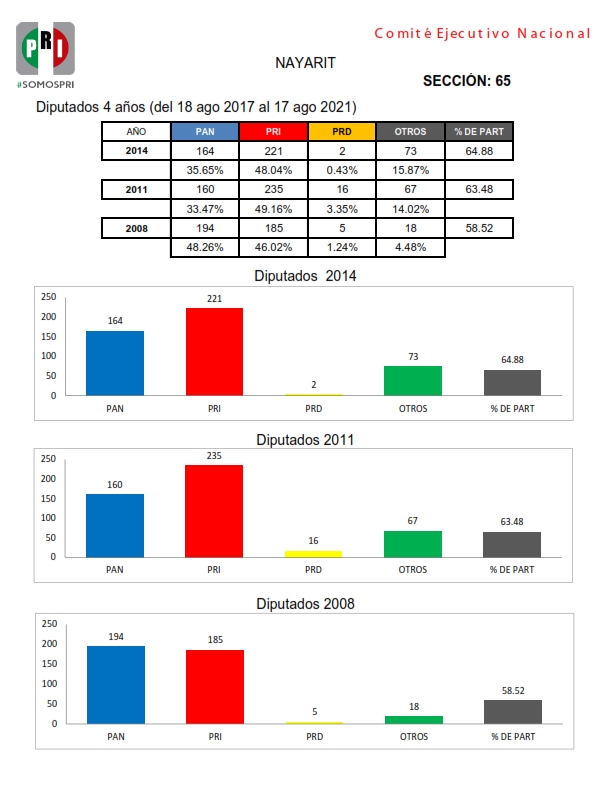 Comité Ejecutivo Nacional
PRI
#SOMOSPRI
NAYARIT
SECCIÓN: 65
Diputados 4 años (del 18 ago 2017 al 17 ago 2021)
AÑO PAN PRI PRD OTROS % DE PART
2014 164 221 2 73 64.88
35.65% 48.04% 0.43% 15.87%
2011 160 235 16 67 63.48
33.47% 49.16% 3.35% 14.02%
2008 194 185 5 18 58.52
48.26% 46.02% 1.24% 4.48%
Diputados 2014
250
200
150
100
50
0
164 221 2 73 64.88
PAN PRI PRD OTROS % DE PART
Diputados 2011
250
200
150
100
50
0
160 235 16 67 63.48
PAN PRI PRD OTROS % DE PART
Diputados 2008
250
200
150
100
50
0
194 185 5 18 58.52
PAN PRI PRD OTROS % DE PART